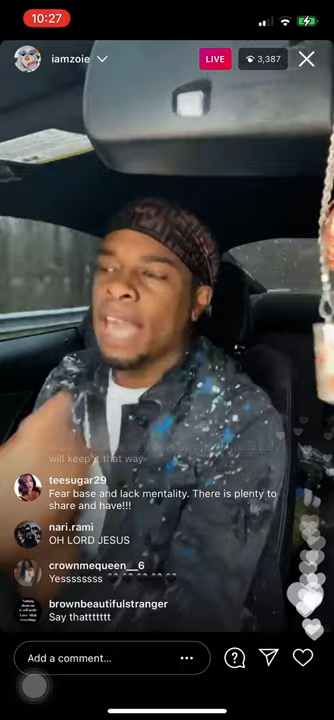 10:27
iamzoie
LIVE
3,387
will keep it that way
teesugar29
Fear base and lack mentality. There is plenty to
share and have!!!
nari.rami
OH LORD JESUS
crownmequeen__6
Yesssssss
brownbeautifulstranger
Say thattttttt
Add a comment...